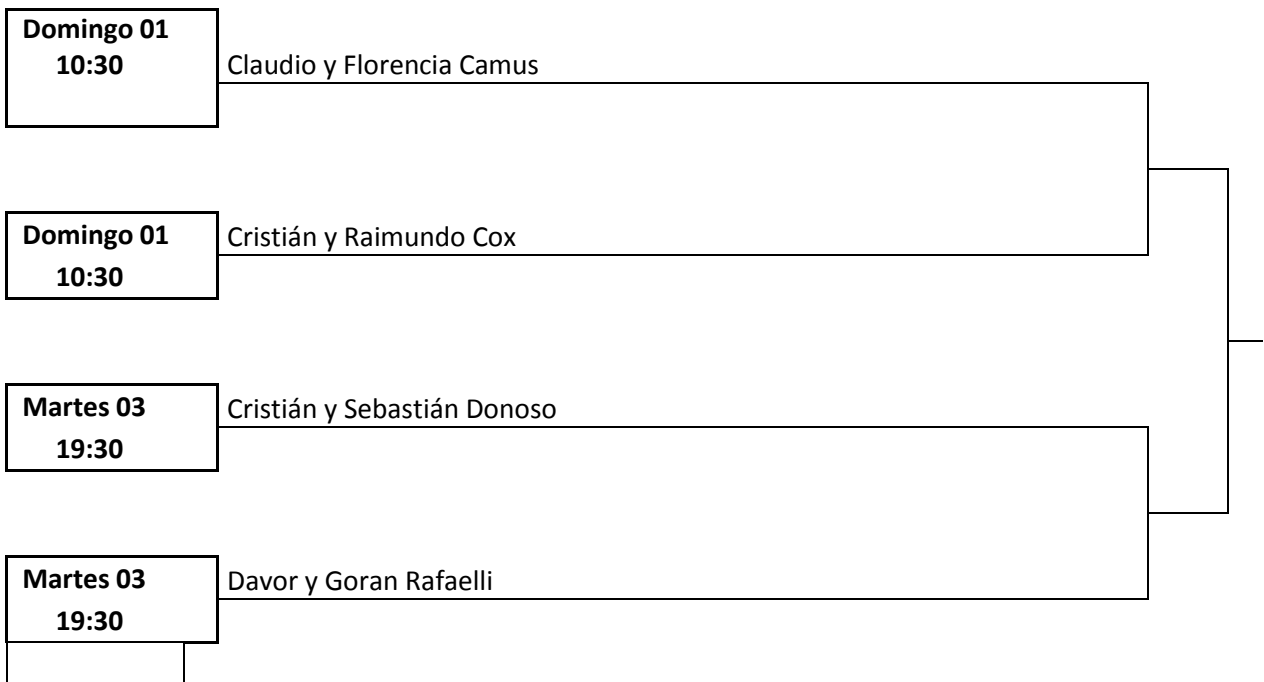 Domingo 01
10:30
Claudio y Florencia Camus
Domingo 01
Cristián y Raimundo Cox
10:30
Martes 03
Cristián y Sebastián Donoso
19:30
Martes 03
Davor y Goran Rafaelli
19:30